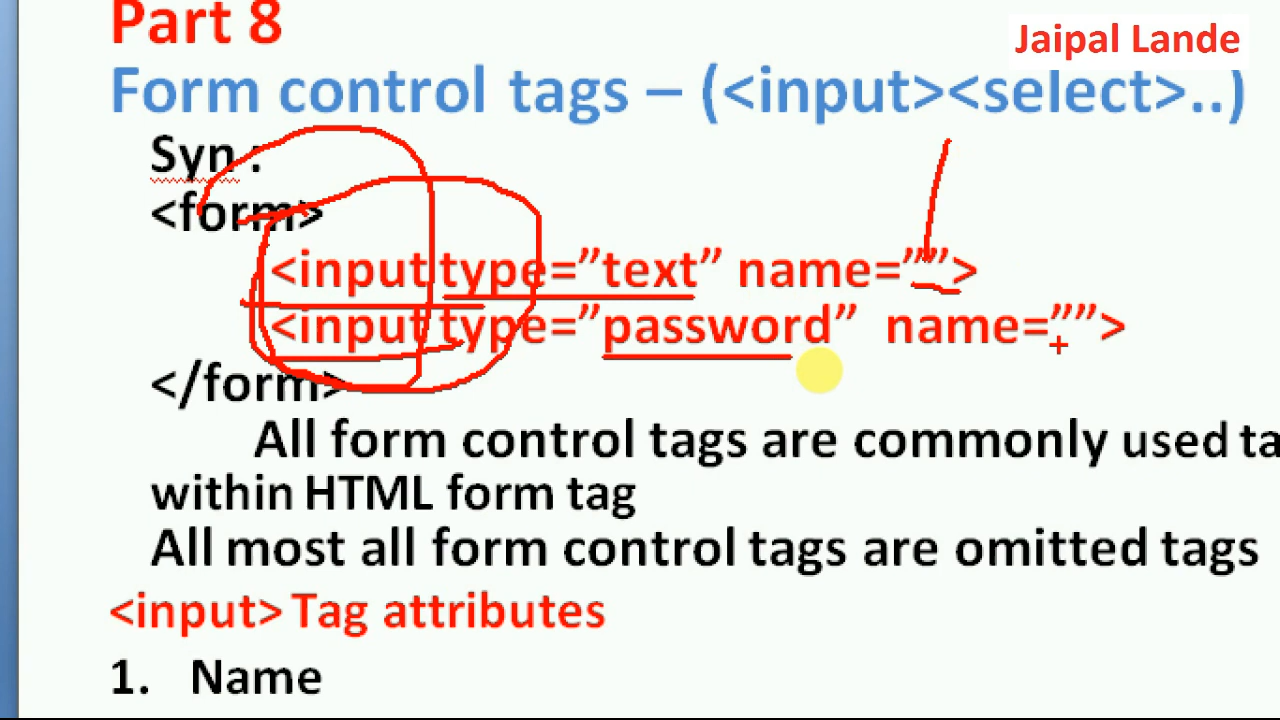 Part 8
Jaipal Lande
Form control tags – (<input><select>..)
Syn :
<form>
<input type=”text” name=””>
<input type=”password”  name=””>
</form>
All form control tags are commonly used ta
within HTML form tag
All most all form control tags are omitted tags
<input> Tag attributes
1. Name